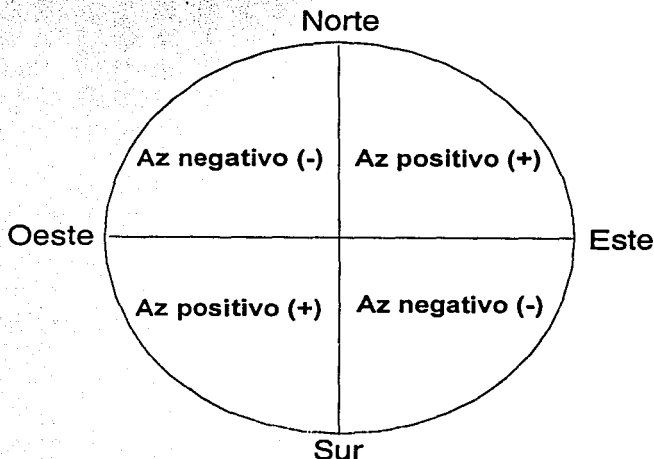 Norte
Az negativo (-) Az positivo (+)
Oeste Este
Az positivo (+) Az negativo (-)
Sur